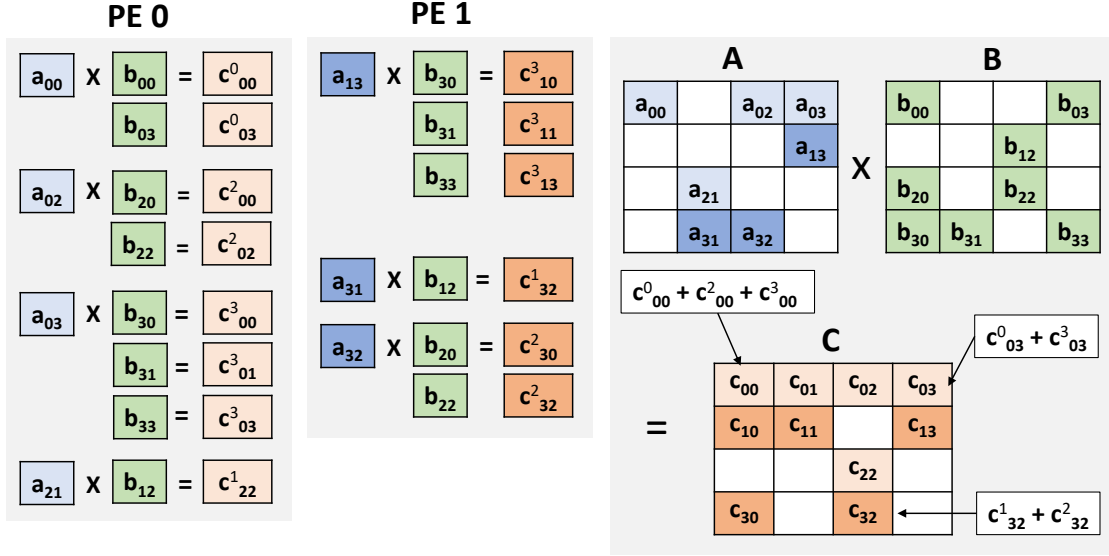 PE 0
a₀₀ X b₀₀ = c⁰₀₀
b₀₃ c⁰₀₃
a₀₂ X b₂₀ = c²₀₀
b₂₂ = c²₀₂
a₀₃ X b₃₀ = c³₀₀
b₃₁ = c³₀₁
b₃₃ = c³₀₃
a₂₁ X b₁₂ = c¹₂₂
PE 1
a₁₃ X b₃₀ = c³₁₀
b₃₁ c³₁₁
b₃₃ c³₁₃
a₃₁ X b₁₂ = c¹₃₂
a₃₂ X b₂₀ = c²₃₀
b₂₂ c²₃₂
A
a₀₀ a₀₂ a₀₃
a₁₃
a₂₁
a₃₁ a₃₂
X
B
b₀₀ b₀₃
b₁₂
b₂₀ b₂₂
b₃₀ b₃₁ b₃₃
c⁰₀₀ + c²₀₀ + c³₀₀
c⁰₀₃ + c³₀₃
=
C
c₀₀ c₀₁ c₀₂ c₀₃
c₁₀ c₁₁ c₁₃
c₂₂
c₃₀ c₃₂
c¹₃₂ + c²₃₂